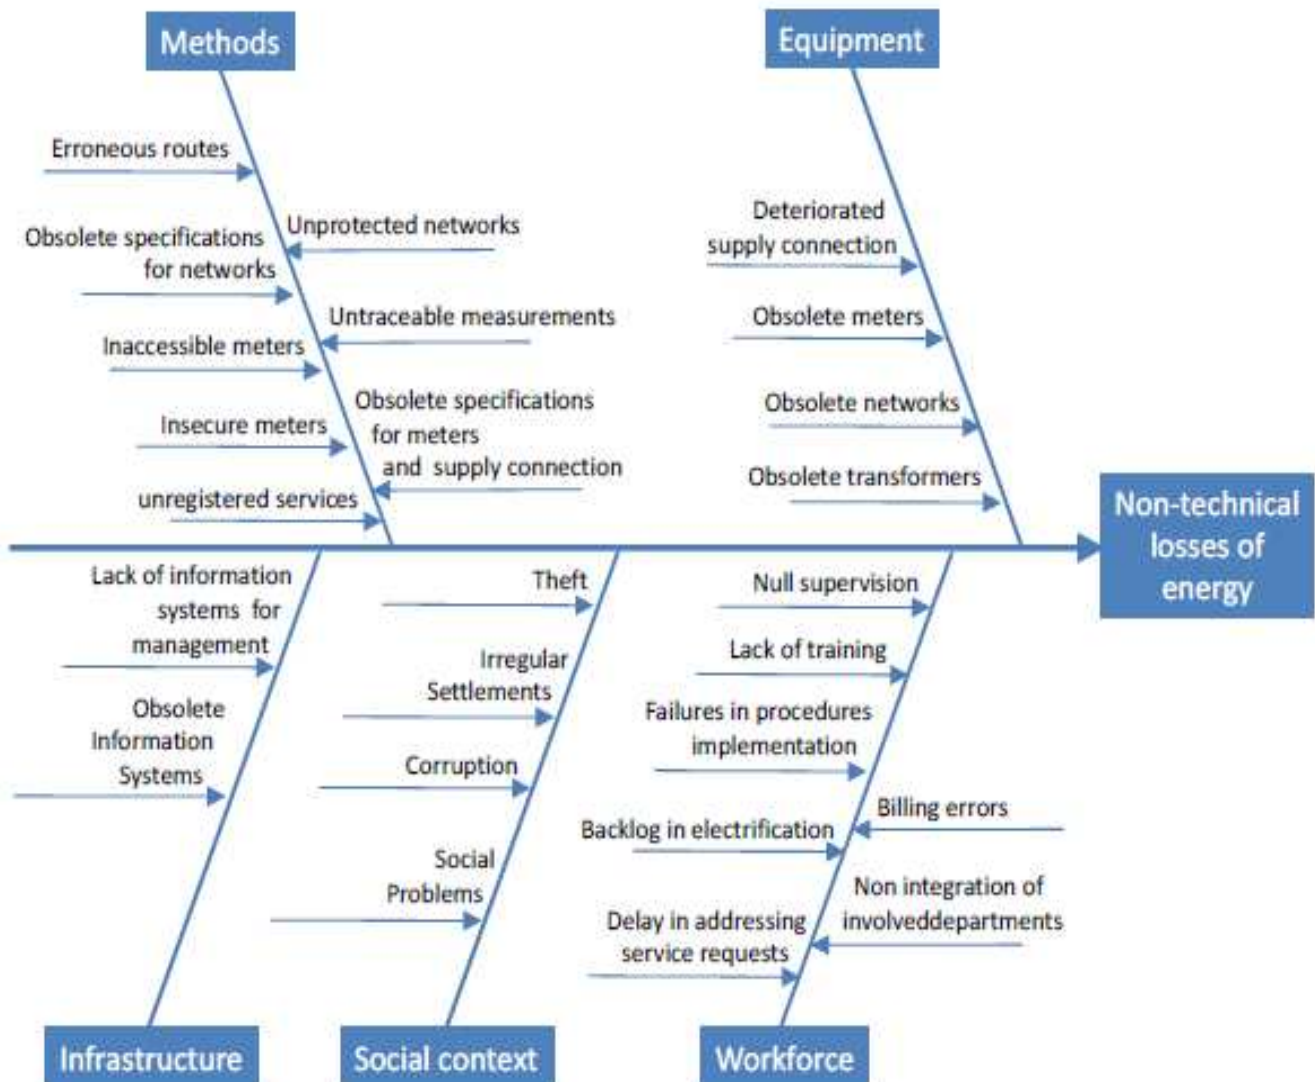 Methods
Equipment
Erroneous routes
Unprotected networks
Obsolete specifications
for networks
Untraceable measurements
Inaccessible meters
Obsolete specifications
for meters
and supply connection
Insecure meters
unregistered services
Deteriorated
supply connection
Obsolete meters
Obsolete networks
Obsolete transformers
Non-technical
losses of
energy
Lack of information
systems for
management
Obsolete
Information
Systems
Theft
Irregular
Settlements
Corruption
Social
Problems
Null supervision
Lack of training
Failures in procedures
implementation
Billing errors
Backlog in electrification
Non integration of
involveddepartments
Delay in addressing
service requests
Infrastructure
Social context
Workforce